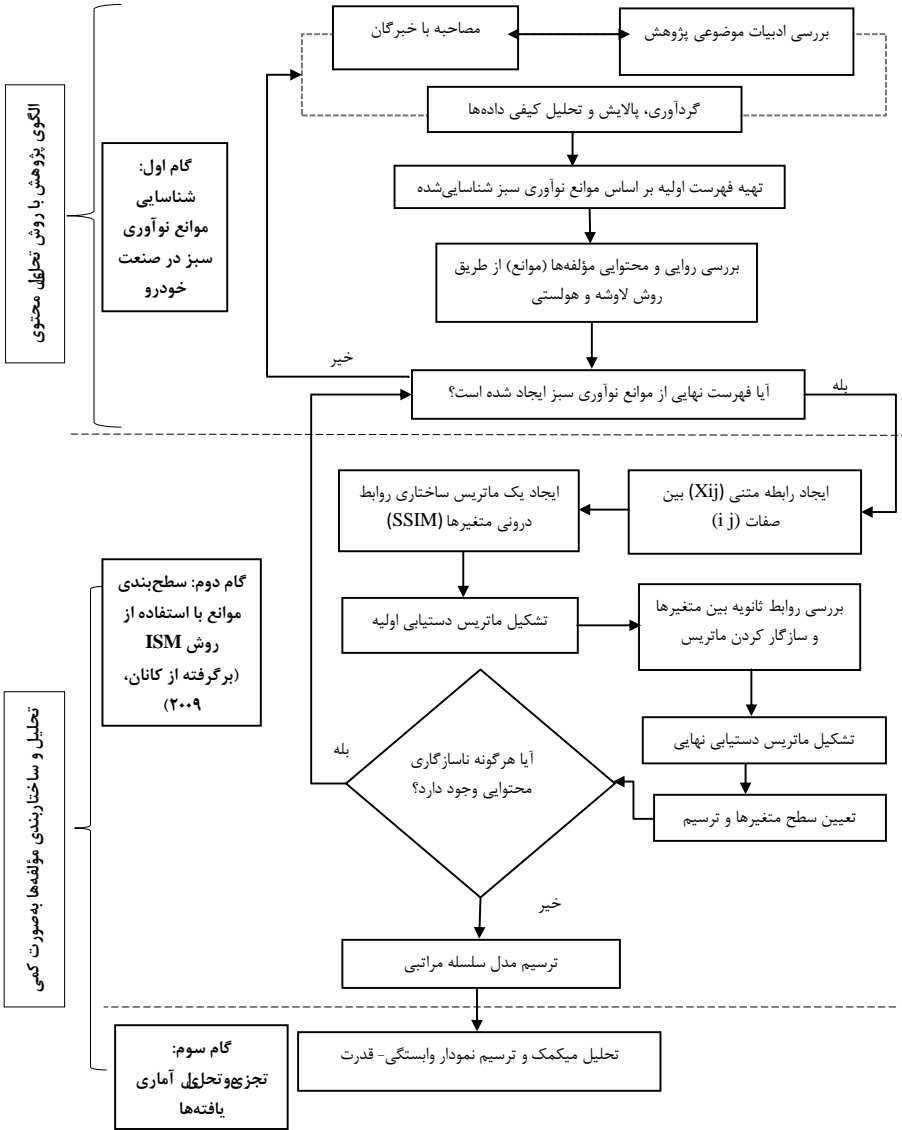 بررسی ادبیات موضوعی پژوهش
مصاحبه با خبرگان
گردآوری، پالایش و تحلیل کیفی داده‌ها
تهیه فهرست اولیه بر اساس موانع نوآوری سبز شناسایی‌شده
بررسی روایی و محتوایی مؤلفه‌ها (موانع) از طریق
روش لاوشه و هولستی
خیر
آیا فهرست نهایی از موانع نوآوری سبز ایجاد شده است؟
بله
الگوی پژوهش با روش تحلیل محتوی
گام اول:
شناسایی
موانع نوآوری
سبز در صنعت
خودرو
ایجاد رابطه متنی (Xij) بین
صفات (i j)
ایجاد یک ماتریس ساختاری روابط
درونی متغیرها (SSIM)
تشکیل ماتریس دستیابی اولیه
بررسی روابط ثانویه بین متغیرها
و سازگار کردن ماتریس
تشکیل ماتریس دستیابی نهایی
تعیین سطح متغیرها و ترسیم
آیا هرگونه ناسازگاری
محتوایی وجود دارد؟
بله
خیر
ترسیم مدل سلسله مراتبی
گام دوم: سطح‌بندی
موانع با استفاده از
روش ISM
(برگرفته از کانان،
۲۰۰۹)
تحلیل و ساختاربندی مؤلفه‌ها به‌صورت کمی
گام سوم:
تجزیه‌وتحلیل آماری
یافته‌ها
تحلیل میکمک و ترسیم نمودار وابستگی- قدرت